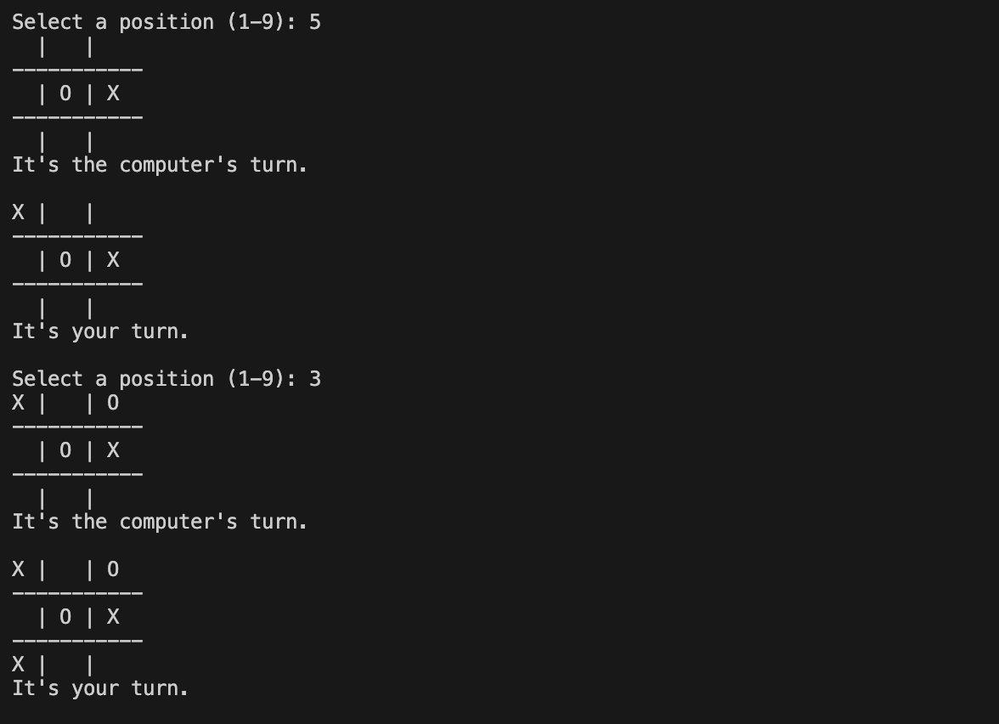 Select a position (1–9): 5
  |   |
-----------
  | O | X
-----------
  |   |
It's the computer's turn.
X |   |
-----------
  | O | X
-----------
  |   |
It's your turn.
Select a position (1–9): 3
X |   | O
-----------
  | O | X
-----------
  |   |
It's the computer's turn.
X |   | O
-----------
  | O | X
-----------
X |   |
It's your turn.